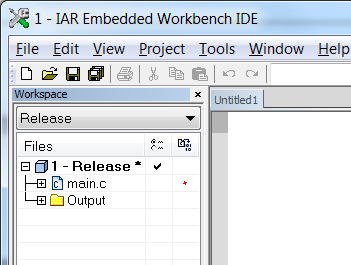 1 - IAR Embedded Workbench IDE
File Edit View Project Tools Window Help
Workspace
Untitled1
Release
Files
1 - Release *
main.c
Output